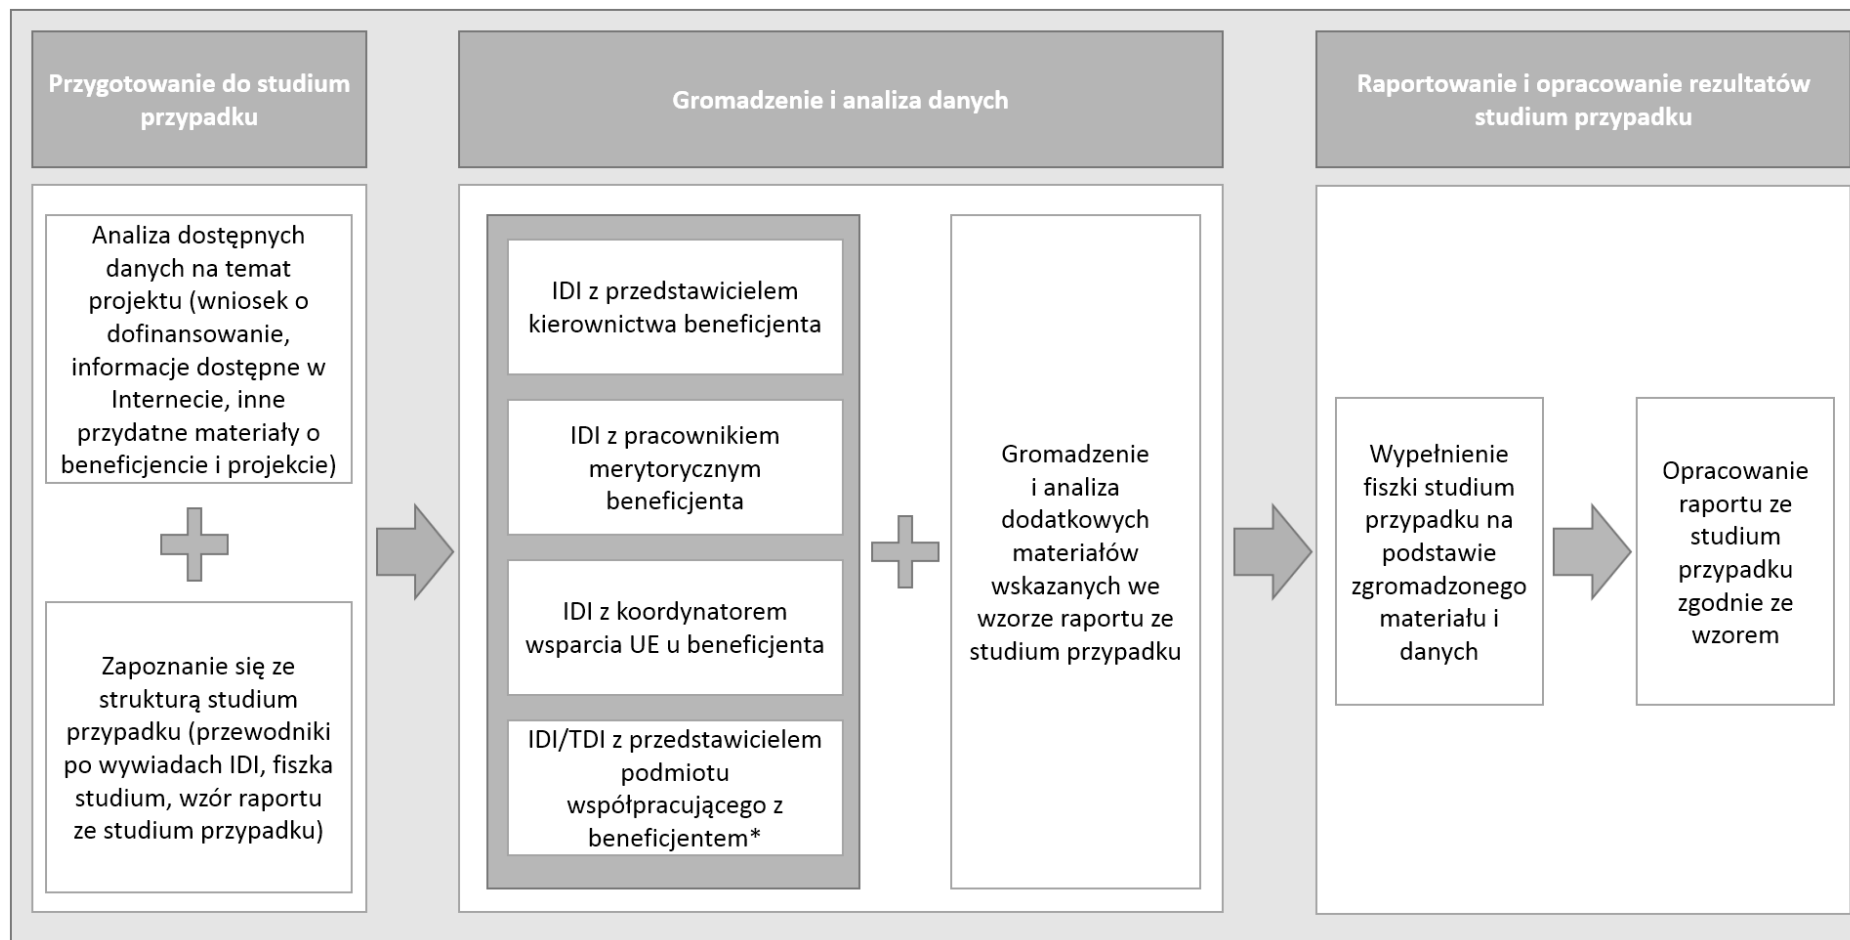 Przygotowanie do studium
przypadku
Gromadzenie i analiza danych
Raportowanie i opracowanie rezultatów
studium przypadku
Analiza dostępnych
danych na temat
projektu (wniosek o
dofinansowanie,
informacje dostępne w
Internecie, inne
przydatne materiały o
beneficjencie i projekcie)
Zapoznanie się ze
strukturą studium
przypadku (przewodniki
po wywiadach IDI, fiszka
studium, wzór raportu
ze studium przypadku)
IDI z przedstawicielem
kierownictwa beneficjenta
IDI z pracownikiem
merytorycznym
beneficjenta
IDI z koordynatorem
wsparcia UE u beneficjenta
IDI/TDI z przedstawicielem
podmiotu
współpracującego z
beneficjentem*
Gromadzenie
i analiza
dodatkowych
materiałów
wskazanych we
wzorze raportu ze
studium przypadku
Wypełnienie
fiszki studium
przypadku na
podstawie
zgromadzonego
materiału i
danych
Opracowanie
raportu ze
studium
przypadku
zgodnie ze
wzorem